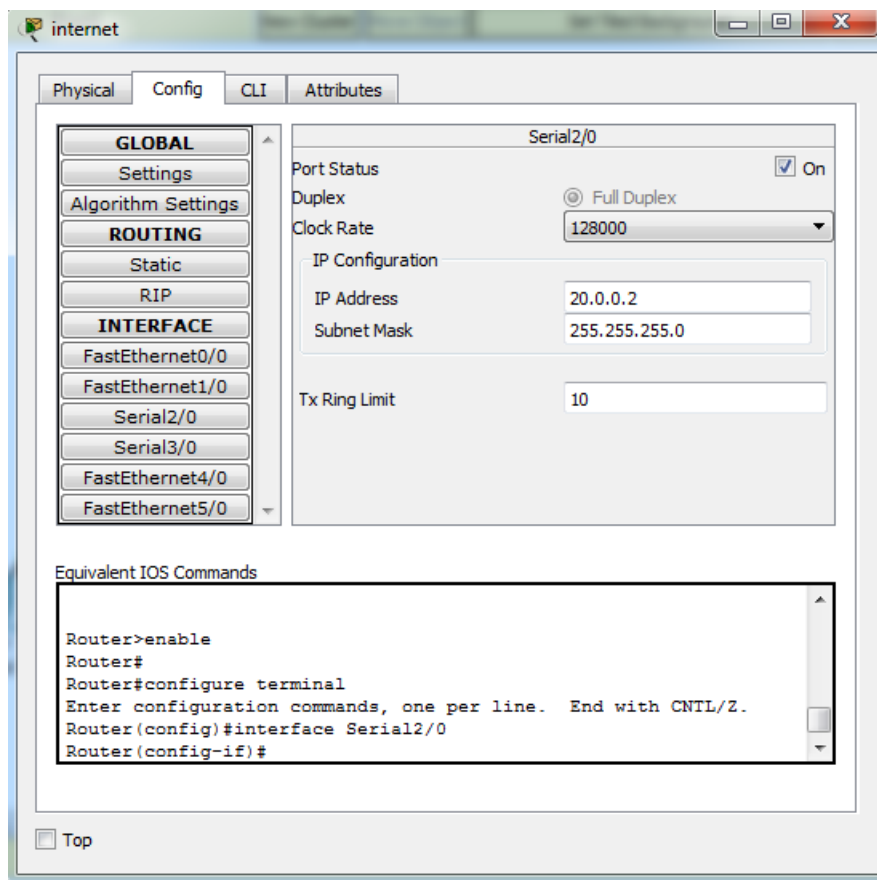 internet
Physical Config CLI Attributes
GLOBAL
Settings
Algorithm Settings
ROUTING
Static
RIP
INTERFACE
FastEthernet0/0
FastEthernet1/0
Serial2/0
Serial3/0
FastEthernet4/0
FastEthernet5/0
Serial2/0
Port Status On
Duplex Full Duplex
Clock Rate 128000
IP Configuration
IP Address 20.0.0.2
Subnet Mask 255.255.255.0
Tx Ring Limit 10
Equivalent IOS Commands
Router>enable
Router#
Router#configure terminal
Enter configuration commands, one per line. End with CNTL/Z.
Router(config)#interface Serial2/0
Router(config-if)#
Top